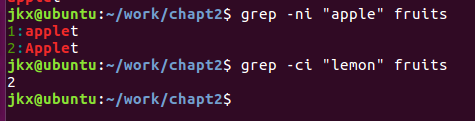 applet
jkx@ubuntu:~/work/chapt2$ grep -ni "apple" fruits
1:applet
2:Applet
jkx@ubuntu:~/work/chapt2$ grep -ci "lemon" fruits
2
jkx@ubuntu:~/work/chapt2$